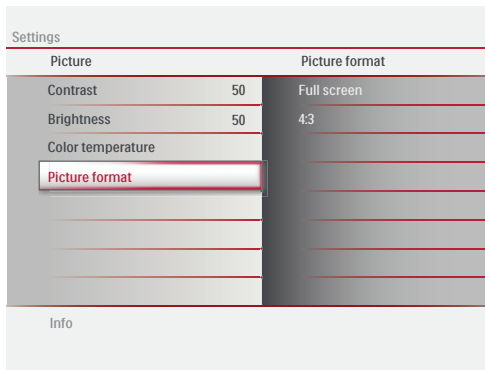 Settings
Picture Picture format
Contrast 50 Full screen
Brightness 50 4:3
Color temperature
Picture format
Info